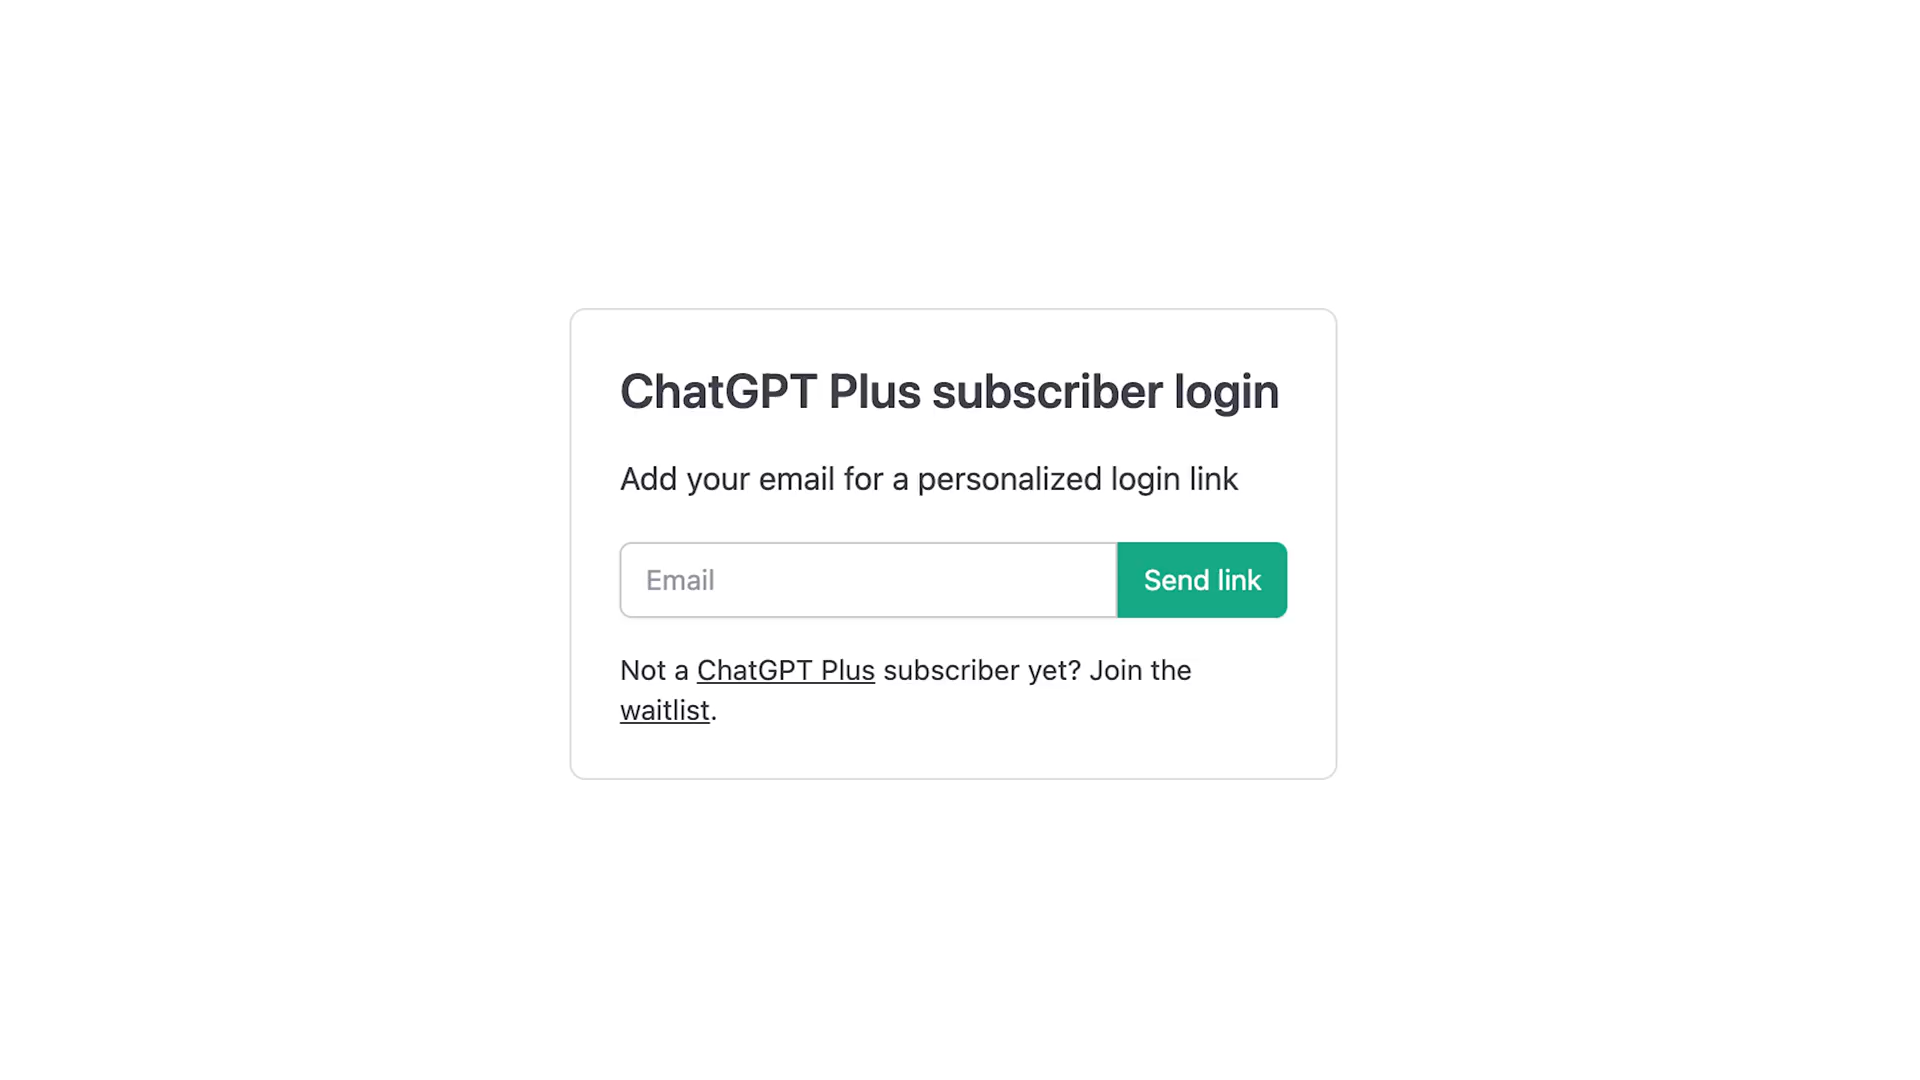 ChatGPT Plus subscriber login
Add your email for a personalized login link
Email
Send link
Not a ChatGPT Plus subscriber yet? Join the
waitlist.